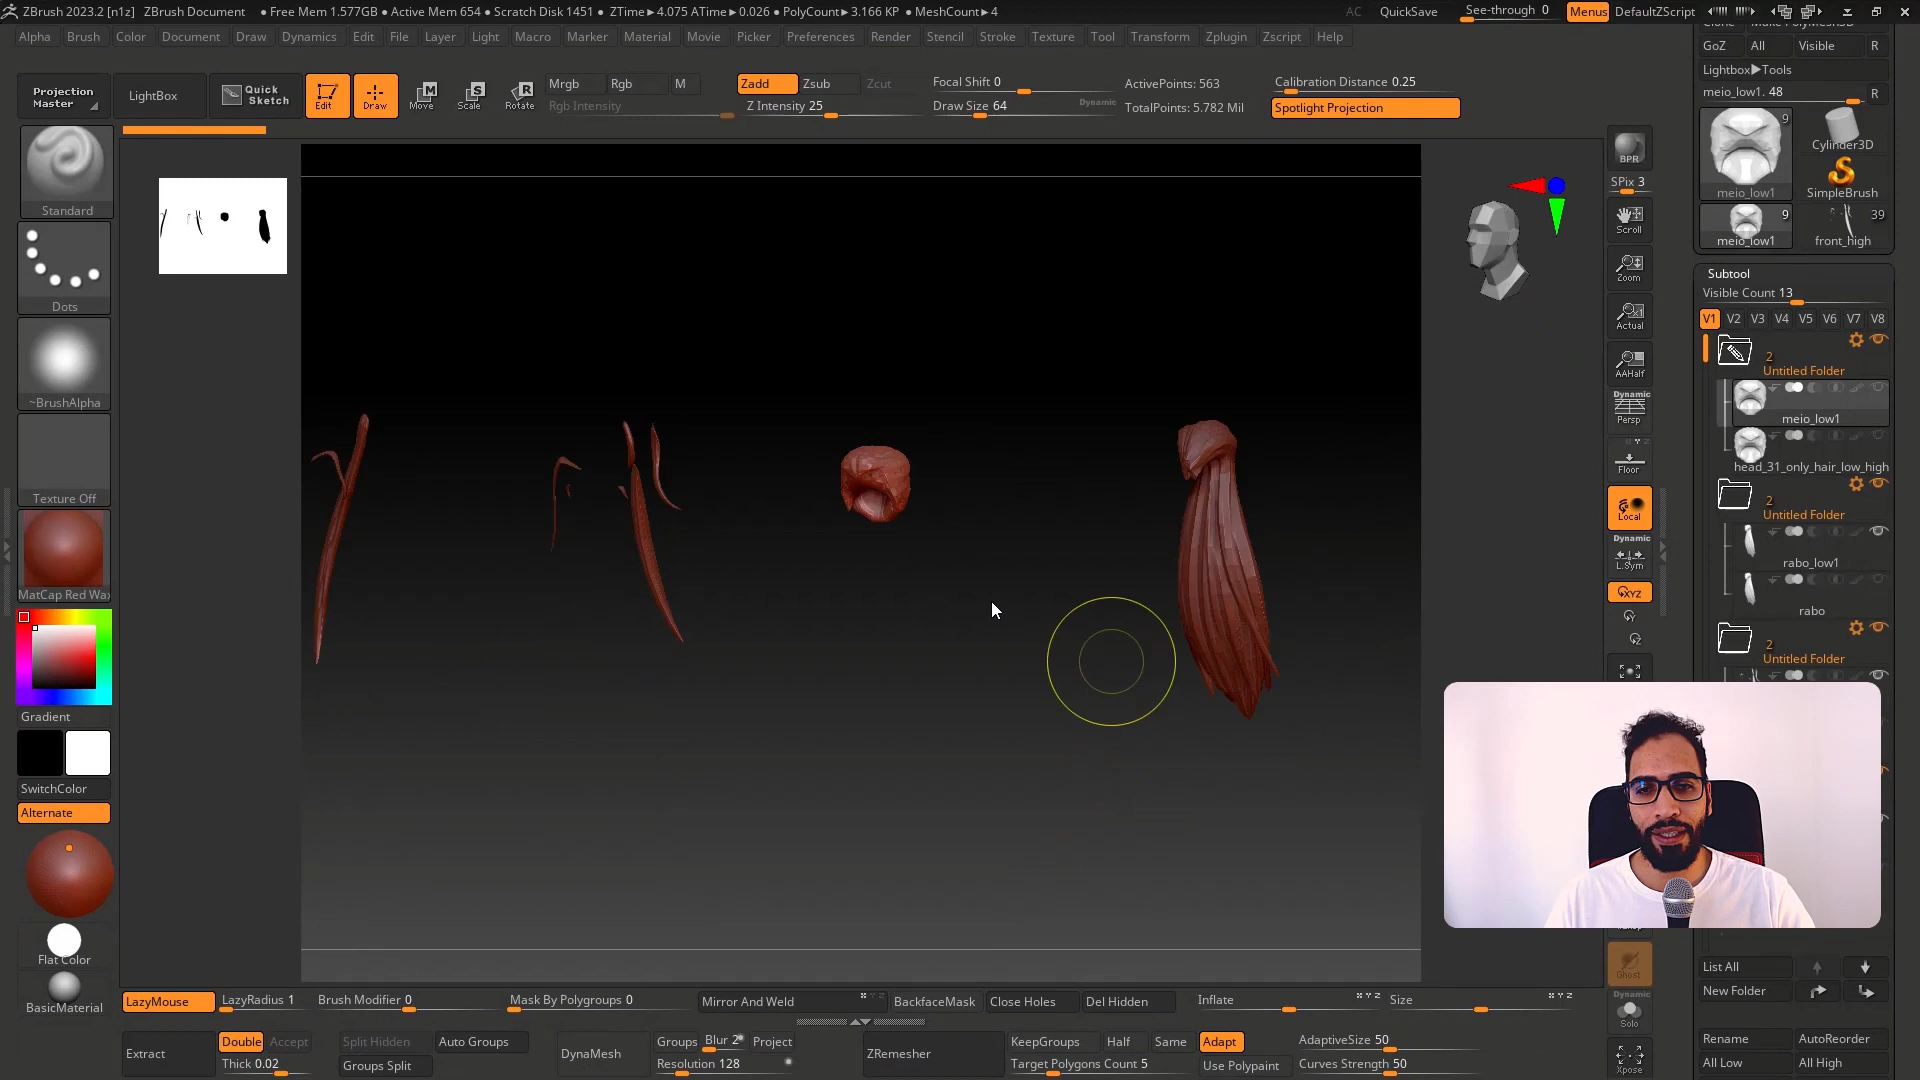 ZBrush 2023.2 [n1z] ZBrush Document • Free Mem 1.577GB • Active Mem 654 • Scratch Disk 1451 • ZTime▶4.075 ATime▶0.026 • PolyCount▶3.166 KP • MeshCount▶4 AC QuickSave See-through 0 Menus DefaultZScript
Alpha Brush Color Document Draw Dynamics Edit File Layer Light Macro Marker Material Movie Picker Preferences Render Stencil Stroke Texture Tool Transform Zplugin Zscript Help
GoZ All Visible R
Lightbox▶Tools
meio_low1. 48 R
Projection Master
LightBox
Quick Sketch
Edit Draw Move Scale Rotate
Mrgb Rgb M
Rgb Intensity
Zadd Zsub Zcut
Z Intensity 25
Focal Shift 0
Draw Size 64 Dynamic
ActivePoints: 563
TotalPoints: 5.782 Mil
Calibration Distance 0.25
Spotlight Projection
Standard
Dots
~BrushAlpha
Texture Off
MatCap Red Wax
Gradient
SwitchColor
Alternate
Flat Color
BasicMaterial
BPR
SPix 3
Scroll
Zoom
Actual
AAHalf
Dynamic
Persp
Floor
Local
Dynamic
L.Sym
XYZ
Ghost
Dynamic
Solo
Xpose
9
meio_low1
Cylinder3D
SimpleBrush
9
meio_low1
39
front_high
Subtool
Visible Count 13
V1 V2 V3 V4 V5 V6 V7 V8
2
Untitled Folder
meio_low1
head_31_only_hair_low_high
2
Untitled Folder
rabo_low1
rabo
2
Untitled Folder
List All
New Folder
Rename AutoReorder
All Low All High
LazyMouse LazyRadius 1 Brush Modifier 0 Mask By Polygroups 0 Mirror And Weld BackfaceMask Close Holes Del Hidden Inflate Size
Extract
Double Accept
Thick 0.02
Split Hidden Auto Groups
Groups Split
DynaMesh
Groups Blur 2 Project
Resolution 128
ZRemesher
KeepGroups Half Same Adapt AdaptiveSize 50
Target Polygons Count 5 Use Polypaint Curves Strength 50